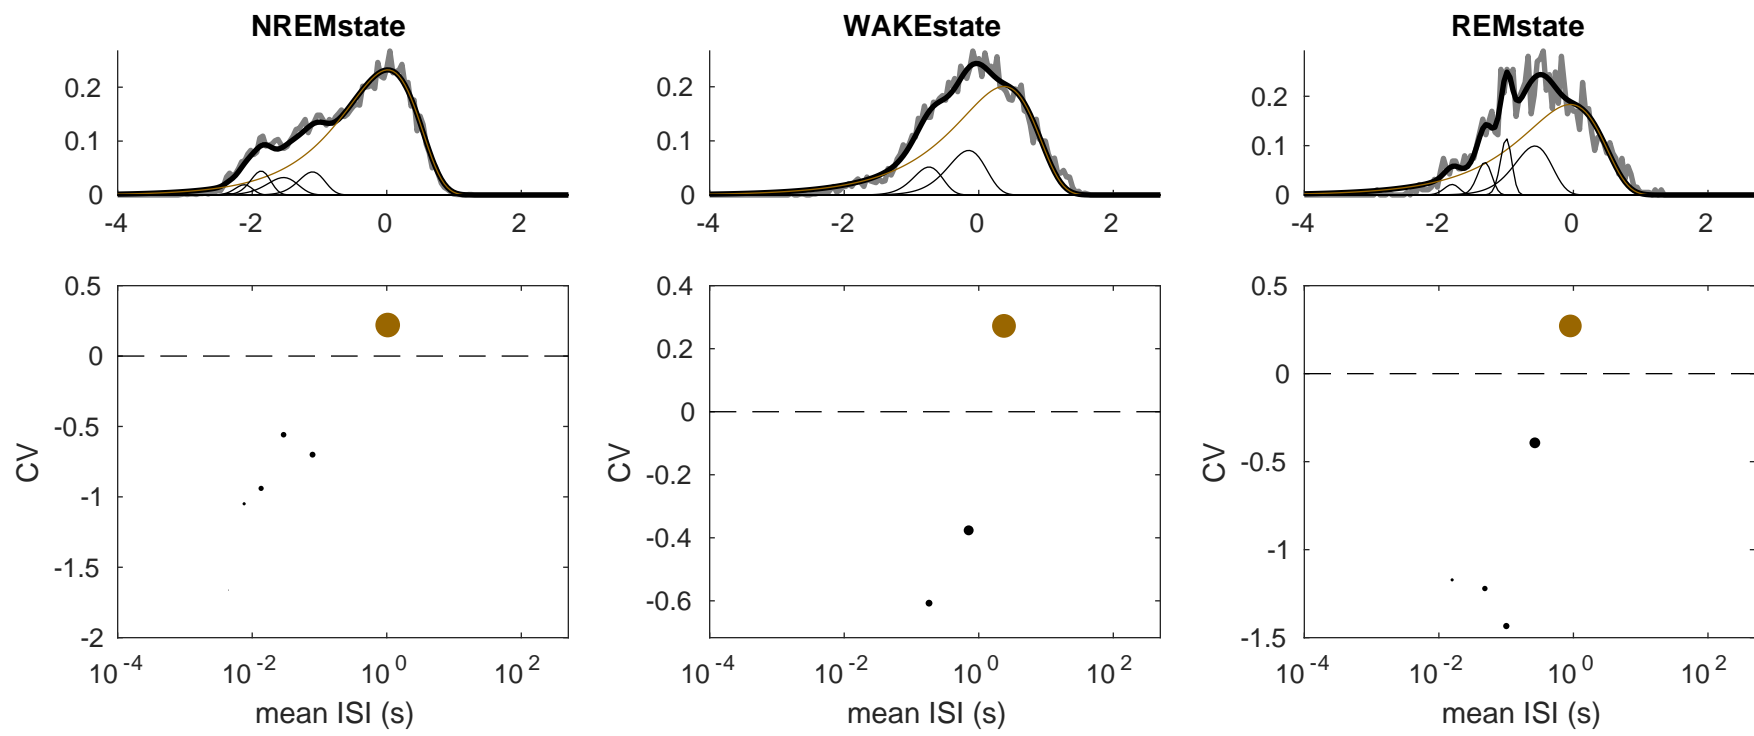 NREMstate WAKEstate REMstate
0.2 0.2 0.2
0.1 0.1 0.1
0 0 0
-4 -2 0 2 -4 -2 0 2 -4 -2 0 2
0.5 0.4 0.5
0 0.2 0
-0.5 0 -0.5
-1 -0.2 -1
-1.5 -0.4 -1.5
-2 -0.6
CV CV CV
10^-4 10^-2 10^0 10^2 10^-4 10^-2 10^0 10^2 10^-4 10^-2 10^0 10^2
mean ISI (s) mean ISI (s) mean ISI (s)